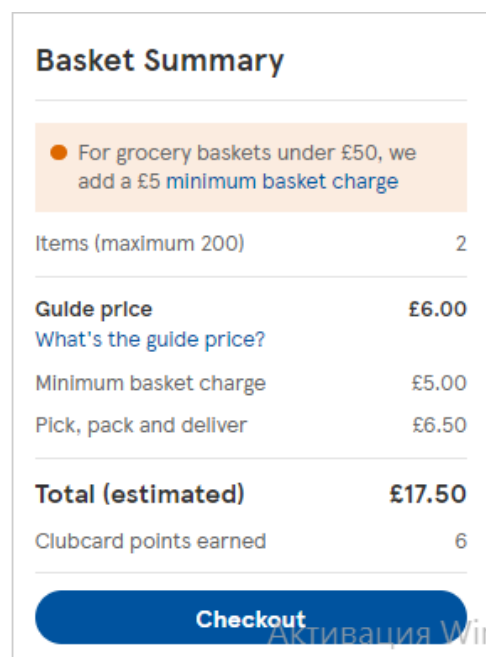 Basket Summary
For grocery baskets under £50, we
add a £5 minimum basket charge
Items (maximum 200) 2
Guide price £6.00
What's the guide price?
Minimum basket charge £5.00
Pick, pack and deliver £6.50
Total (estimated) £17.50
Clubcard points earned 6
Checkout
Активация Win